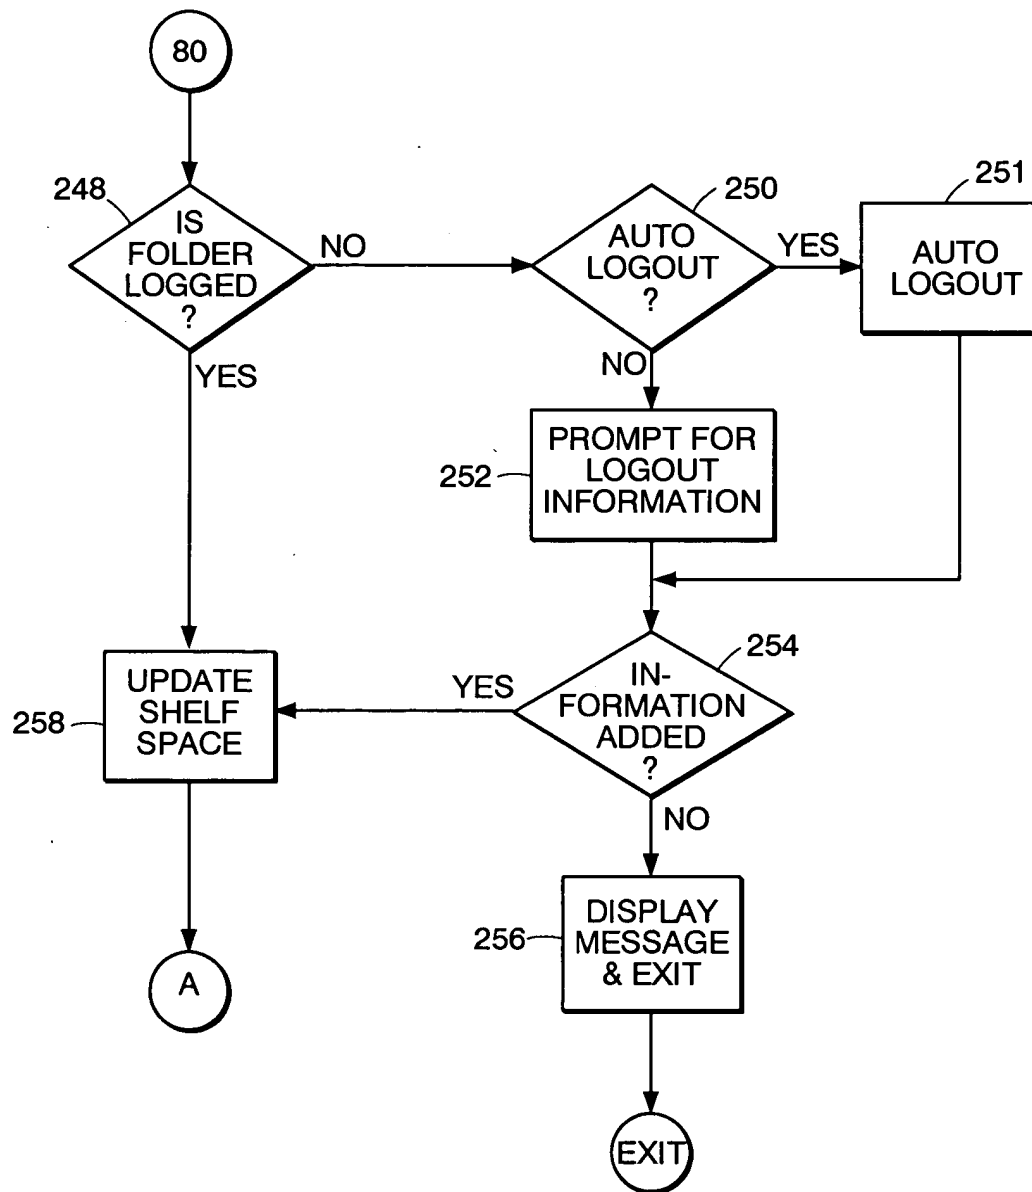 80
248
IS
FOLDER
LOGGED
?
NO
YES
250
AUTO
LOGOUT
?
YES
NO
251
AUTO
LOGOUT
252
PROMPT FOR
LOGOUT
INFORMATION
254
IN-
FORMATION
ADDED
?
YES
NO
258
UPDATE
SHELF
SPACE
256
DISPLAY
MESSAGE
& EXIT
A
EXIT